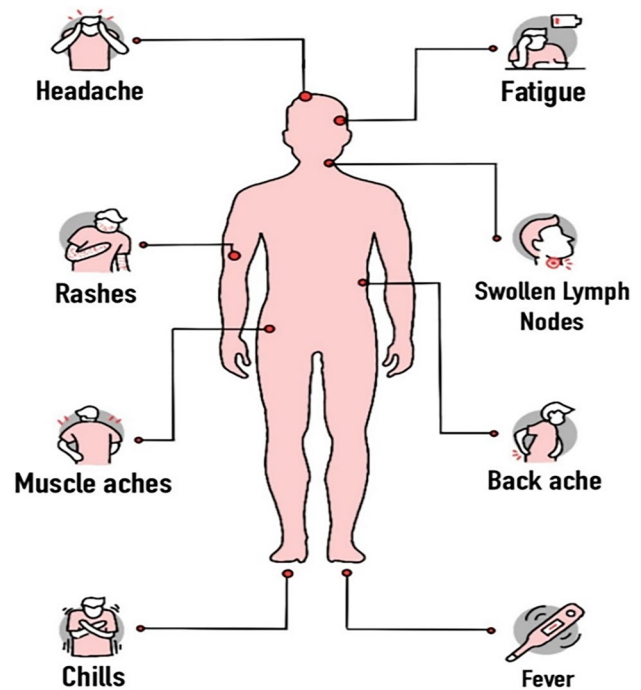 Headache
Fatigue
Rashes
Swollen Lymph
Nodes
Muscle aches
Back ache
Chills
Fever